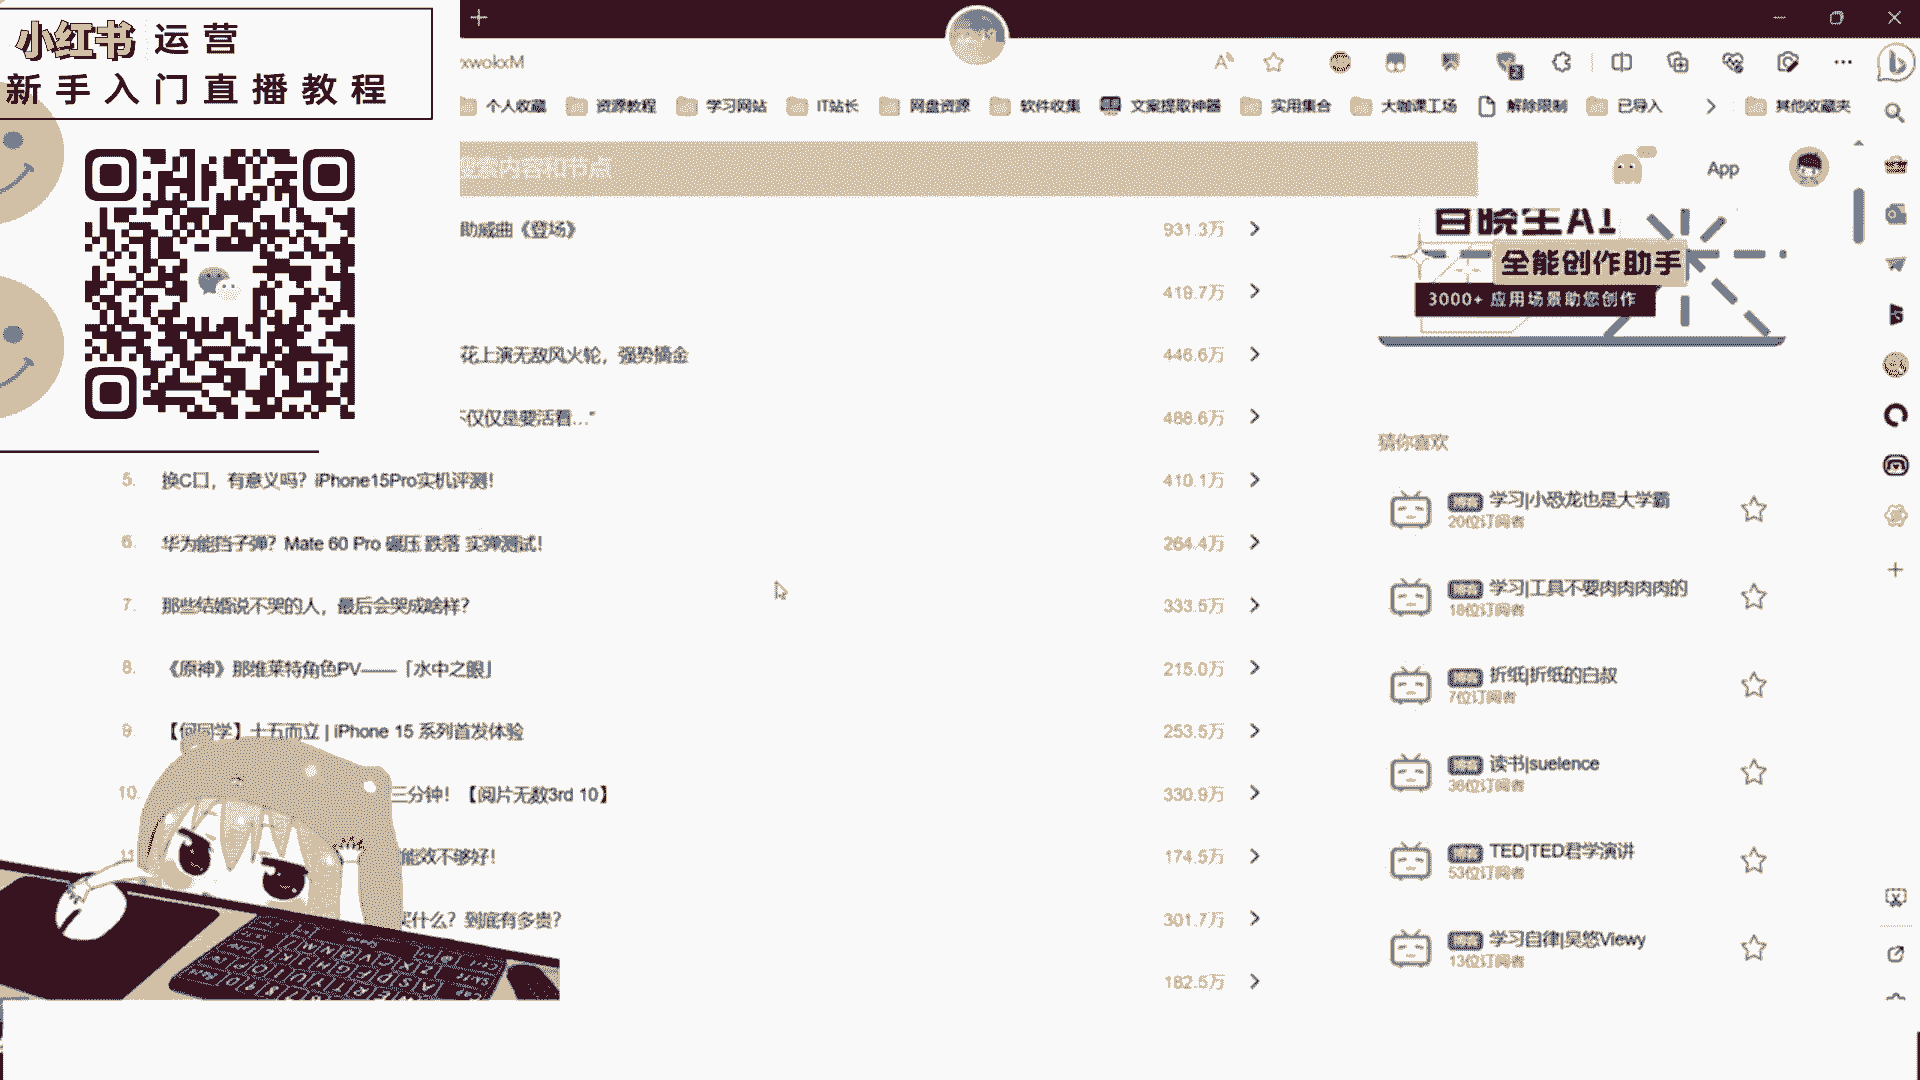 小红书 运营
新手入门直播教程
xwokxM
个人收藏
资源教程
学习网站
IT站长
网盘资源
软件收集
文案提取神器
实用集合
大咖课工场
解除限制
已导入
其他收藏夹
搜索内容和节点
App
助威曲《登场》
931.3万
419.7万
花上演无敌风火轮，强势摘金
446.6万
不仅仅是要活着…"
488.6万
5. 换C口，有意义吗？iPhone15Pro实机评测！
410.1万
6. 华为能挡子弹？Mate 60 Pro 碾压 跌落 实弹测试！
264.4万
7. 那些结婚说不哭的人，最后会哭成啥样？
333.5万
8. 《原神》那维莱特角色PV——「水中之眼」
215.0万
9. 【何同学】十五而立 | iPhone 15 系列首发体验
253.5万
10. 三分钟！【阅片无数3rd 10】
330.9万
11. 能效不够好！
174.5万
买什么？到底有多贵？
301.7万
182.5万
百晓生AI
全能创作助手
3000+ 应用场景助您创作
猜你喜欢
学习|小恐龙也是大学霸
20位订阅者
学习|工具不要肉肉肉肉的
18位订阅者
折纸|折纸的白叔
7位订阅者
读书|suelence
36位订阅者
TED|TED君学演讲
53位订阅者
学习自律|吴悠Viewy
13位订阅者